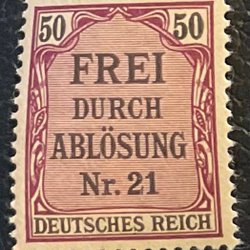 50 50
FREI
DURCH
ABLÖSUNG
Nr. 21
DEUTSCHES REICH